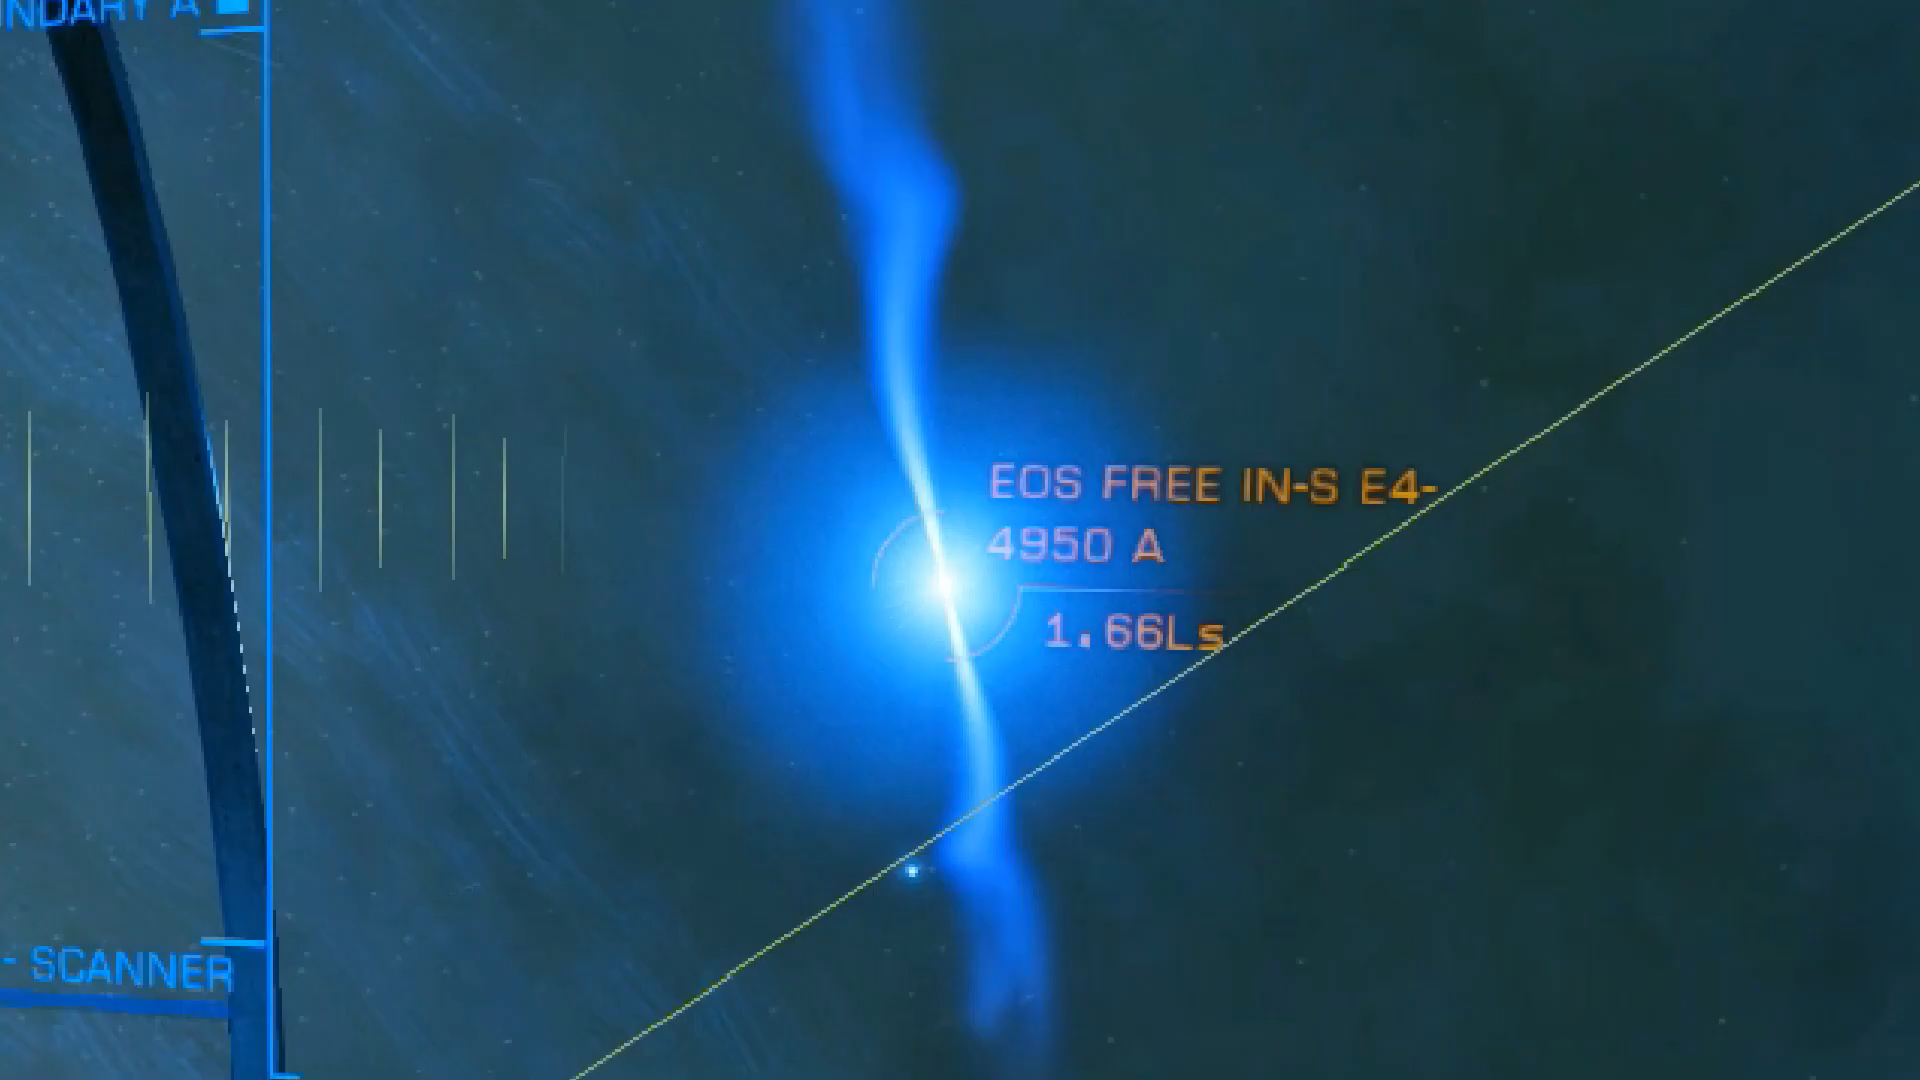 A
EOS FREE IN-S E4-
4950 A
1.66Ls
- SCANNER